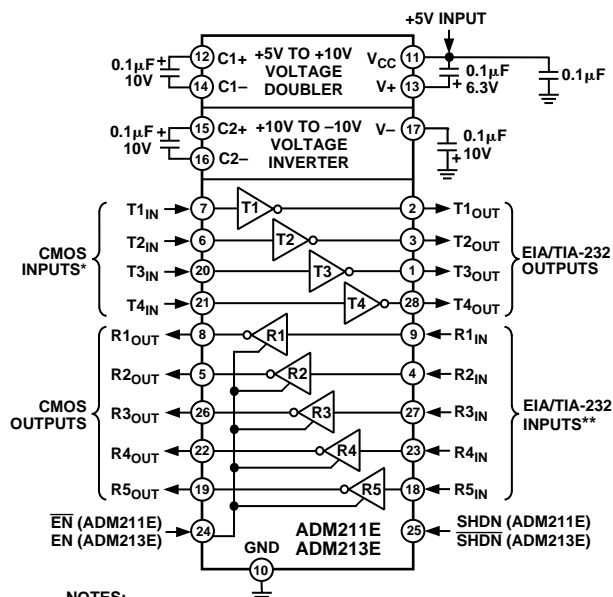 +5V INPUT
0.1μF
10V
12
C1+
+5V TO +10V
VOLTAGE
DOUBLER
VCC
11
0.1μF
6.3V
0.1μF
14
C1–
V+
13
0.1μF
10V
15
C2+
+10V TO –10V
VOLTAGE
INVERTER
V–
17
0.1μF
10V
16
C2–
CMOS
INPUTS*
T1IN
7
T1
2
T1OUT
T2IN
6
T2
3
T2OUT
T3IN
20
T3
1
T3OUT
T4IN
21
T4
28
T4OUT
EIA/TIA-232
OUTPUTS
CMOS
OUTPUTS
R1OUT
8
R1
9
R1IN
R2OUT
5
R2
4
R2IN
R3OUT
26
R3
27
R3IN
R4OUT
22
R4
23
R4IN
R5OUT
19
R5
18
R5IN
EIA/TIA-232
INPUTS**
E̅N̅ (ADM211E)
EN (ADM213E)
24
ADM211E
ADM213E
25
SHDN (ADM211E)
S̅H̅D̅N̅ (ADM213E)
GND
10
NOTES: